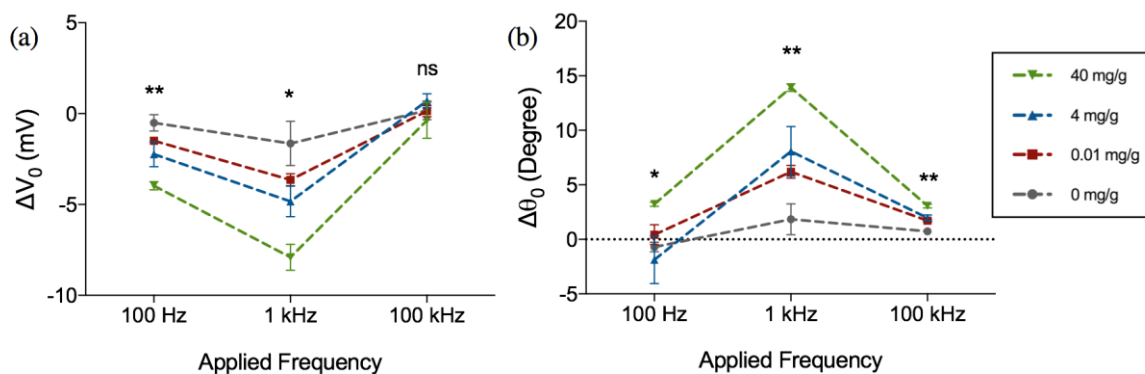 (a)
5
0
-5
-10
ΔV0 (mV)
**
*
ns
100 Hz
1 kHz
100 kHz
Applied Frequency
(b)
20
15
10
5
0
-5
Δθ0 (Degree)
*
**
**
100 Hz
1 kHz
100 kHz
Applied Frequency
40 mg/g
4 mg/g
0.01 mg/g
0 mg/g